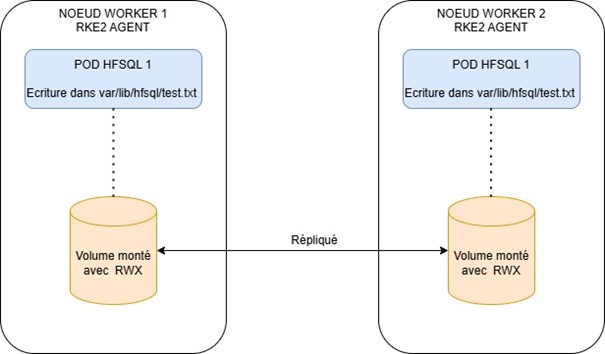 NOEUD WORKER 1
RKE2 AGENT
POD HFSQL 1
Ecriture dans var/lib/hfsql/test.txt
Volume monté
avec RWX
Répliqué
NOEUD WORKER 2
RKE2 AGENT
POD HFSQL 1
Ecriture dans var/lib/hfsql/test.txt
Volume monté
avec RWX